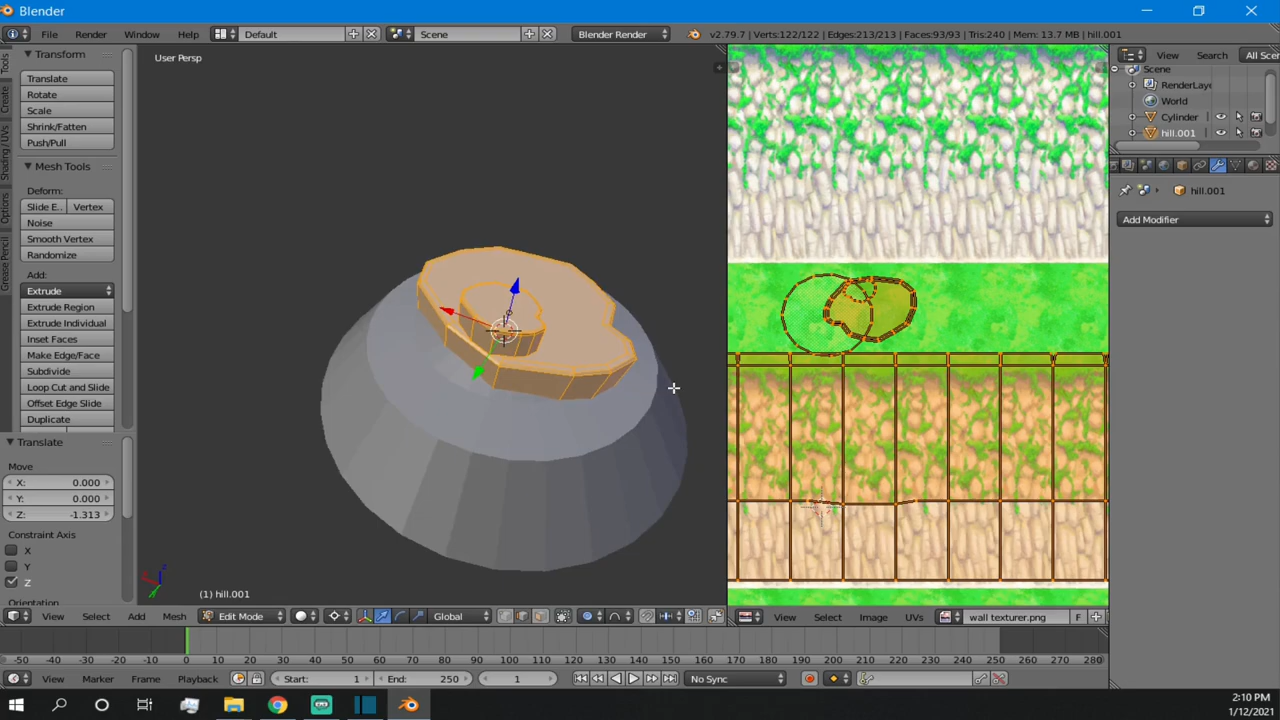 Blender
File Render Window Help Default Scene Blender Render v2.79.7 | Verts:122/122 | Edges:213/213 | Faces:93/93 | Tris:240 | Mem: 13.7 MB | hill.001
Tools
Create
Shading / UVs
Options
Grease Pencil
Transform
Translate
Rotate
Scale
Shrink/Fatten
Push/Pull
Mesh Tools
Deform:
Slide E.. Vertex
Noise
Smooth Vertex
Randomize
Add:
Extrude
Extrude Region
Extrude Individual
Inset Faces
Make Edge/Face
Subdivide
Loop Cut and Slide
Offset Edge Slide
Duplicate
Translate
Move
X: 0.000
Y: 0.000
Z: -1.313
Constraint Axis
X
Y
Z
Orientation
User Persp
(1) hill.001
View Select Add Mesh Edit Mode Global
View Select Image UVs wall texturer.png F
View Search All Scen
Scene
RenderLaye
World
Cylinder
hill.001
hill.001
Add Modifier
-50 -40 -30 -20 -10 0 10 20 30 40 50 60 70 80 90 100 110 120 130 140 150 160 170 180 190 200 210 220 230 240 250 260 270 280
View Marker Frame Playback Start: 1 End: 250 1 No Sync
2:10 PM
1/12/2021